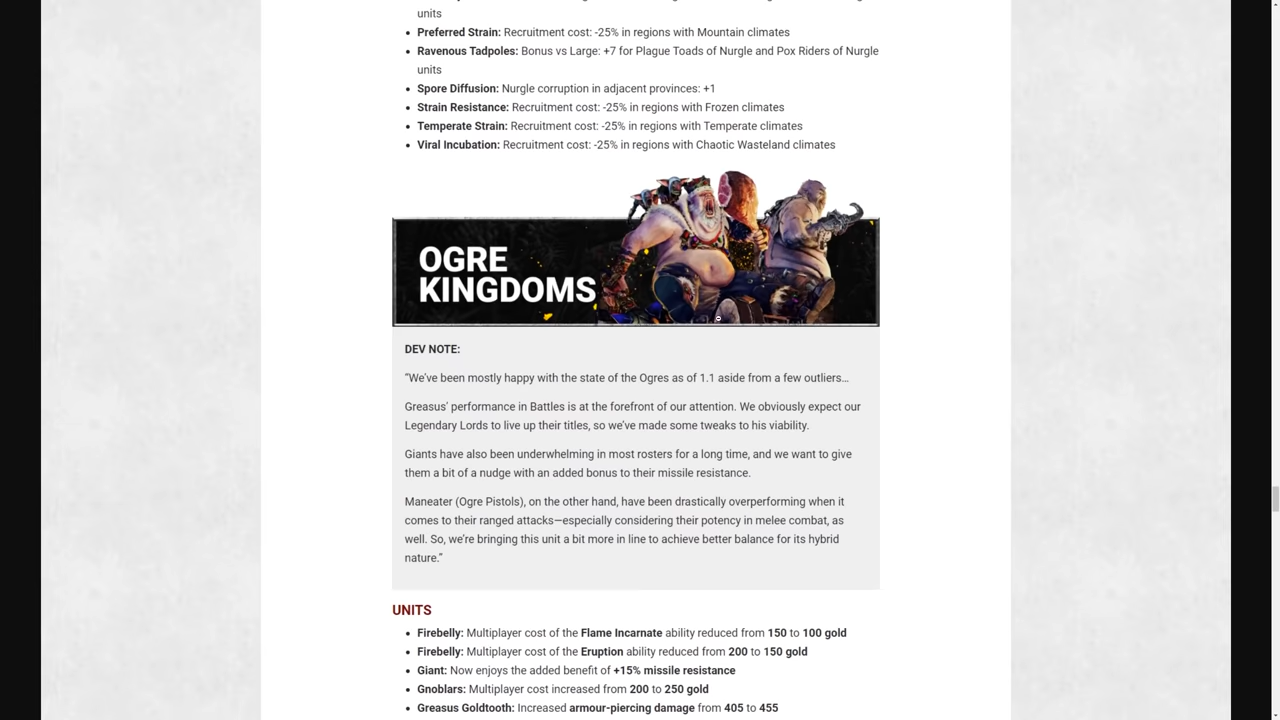 units
Preferred Strain: Recruitment cost: -25% in regions with Mountain climates
Ravenous Tadpoles: Bonus vs Large: +7 for Plague Toads of Nurgle and Pox Riders of Nurgle
units
Spore Diffusion: Nurgle corruption in adjacent provinces: +1
Strain Resistance: Recruitment cost: -25% in regions with Frozen climates
Temperate Strain: Recruitment cost: -25% in regions with Temperate climates
Viral Incubation: Recruitment cost: -25% in regions with Chaotic Wasteland climates
OGRE
KINGDOMS
DEV NOTE:
“We’ve been mostly happy with the state of the Ogres as of 1.1 aside from a few outliers…
Greasus’ performance in Battles is at the forefront of our attention. We obviously expect our
Legendary Lords to live up their titles, so we’ve made some tweaks to his viability.
Giants have also been underwhelming in most rosters for a long time, and we want to give
them a bit of a nudge with an added bonus to their missile resistance.
Maneater (Ogre Pistols), on the other hand, have been drastically overperforming when it
comes to their ranged attacks—especially considering their potency in melee combat, as
well. So, we’re bringing this unit a bit more in line to achieve better balance for its hybrid
nature.”
UNITS
Firebelly: Multiplayer cost of the Flame Incarnate ability reduced from 150 to 100 gold
Firebelly: Multiplayer cost of the Eruption ability reduced from 200 to 150 gold
Giant: Now enjoys the added benefit of +15% missile resistance
Gnoblars: Multiplayer cost increased from 200 to 250 gold
Greasus Goldtooth: Increased armour-piercing damage from 405 to 455